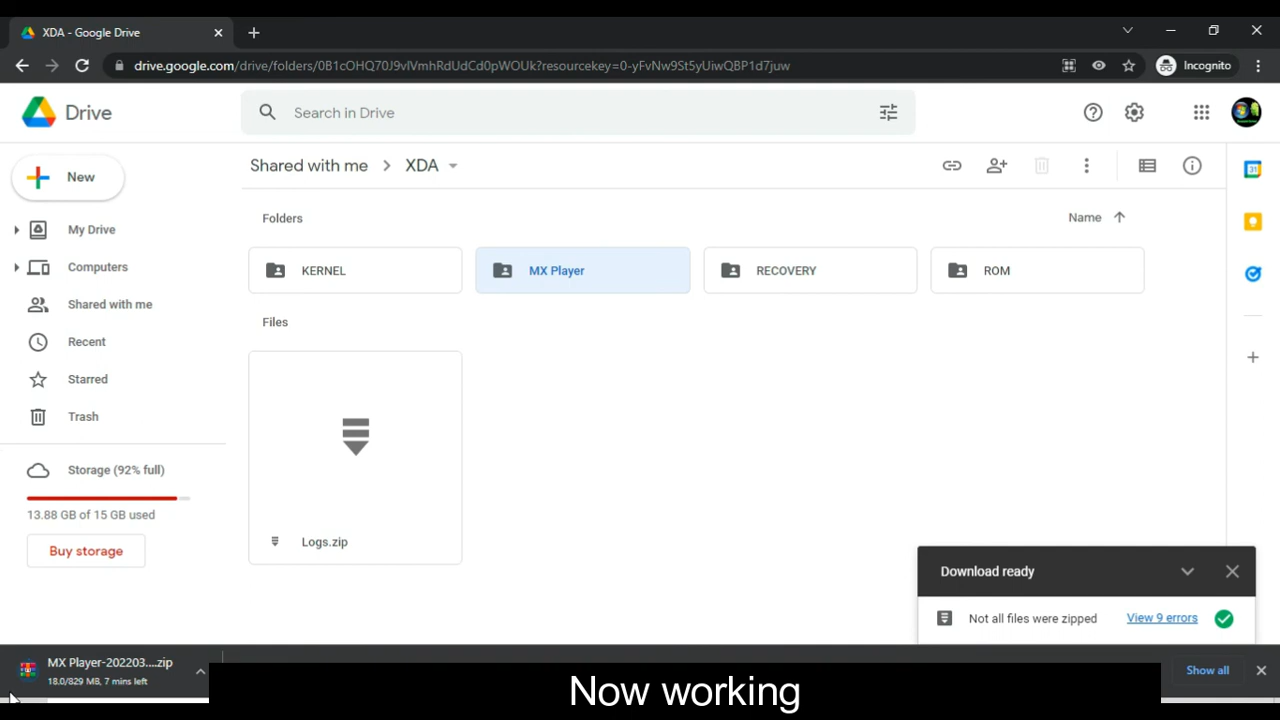 XDA - Google Drive
drive.google.com/drive/folders/0B1cOHQ70J9vlVmhRdUdCd0pWOUk?resourcekey=0-yFvNw9St5yUiwQBP1d7juw
Incognito
Drive
Search in Drive
New
Shared with me
XDA
My Drive
Computers
Shared with me
Recent
Starred
Trash
Storage (92% full)
13.88 GB of 15 GB used
Buy storage
Folders
Name
KERNEL
MX Player
RECOVERY
ROM
Files
Logs.zip
31
Download ready
Not all files were zipped
View 9 errors
MX Player-202203....zip
18.0/829 MB, 7 mins left
Show all
Now working